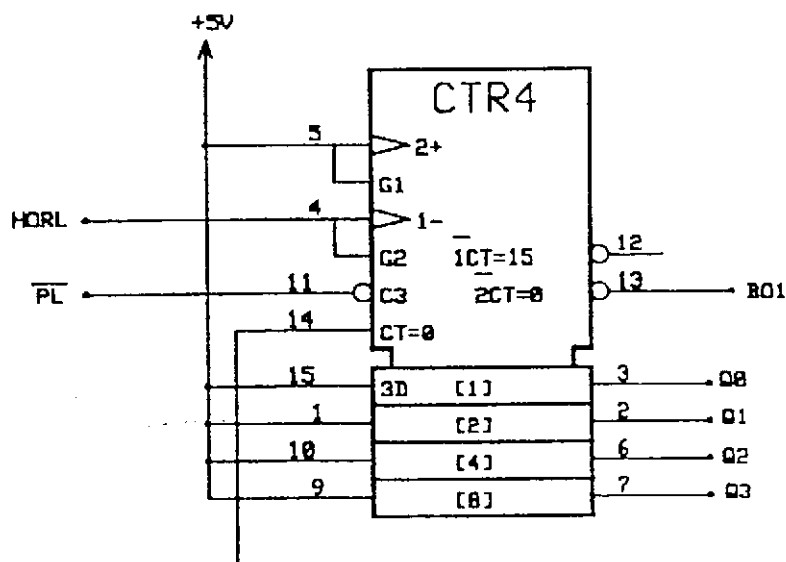 +5V
CTR4
5
2+
G1
HORL
4
1-
G2
1CT=15
12
PL
11
C3
2CT=0
13
BO1
14
CT=0
15
3D
[1]
3
Q0
1
[2]
2
Q1
10
[4]
6
Q2
9
[8]
7
Q3